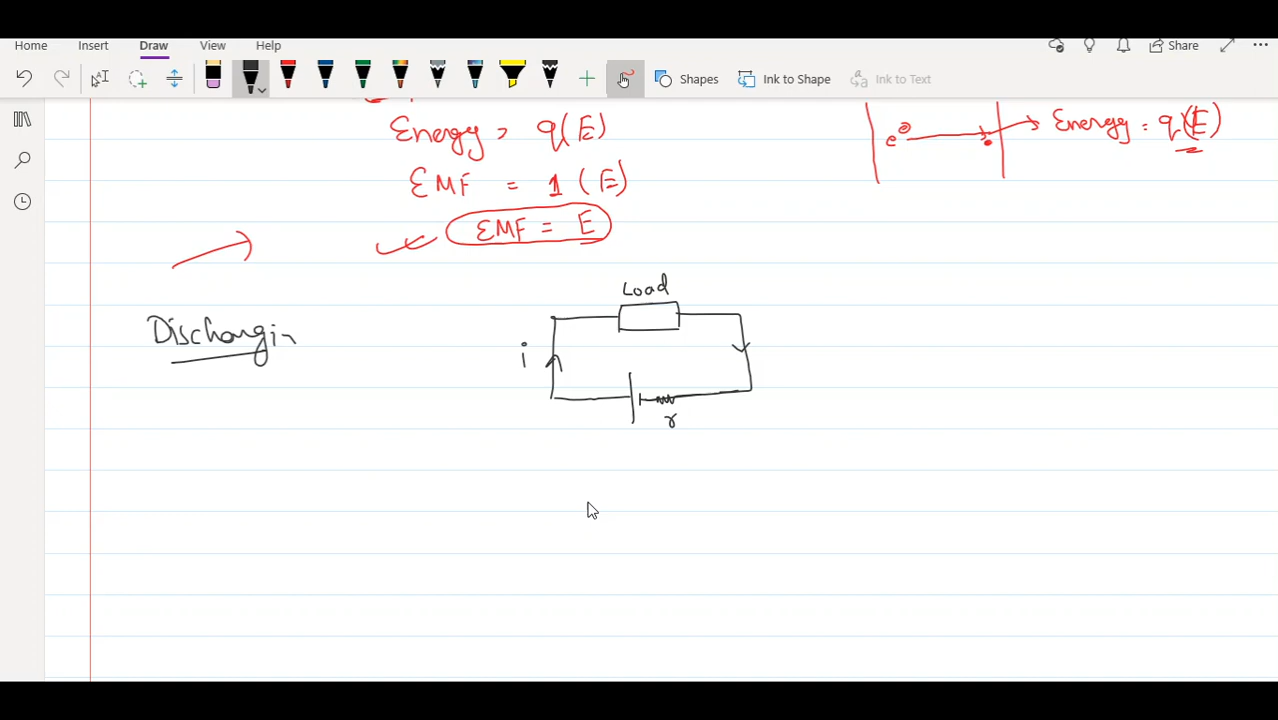 Home Insert Draw View Help Share
Shapes Ink to Shape Ink to Text
Energy = q(E)
e Energy = q(E)
EMF = 1 (E)
EMF = E
Load
Dischargin
i
r